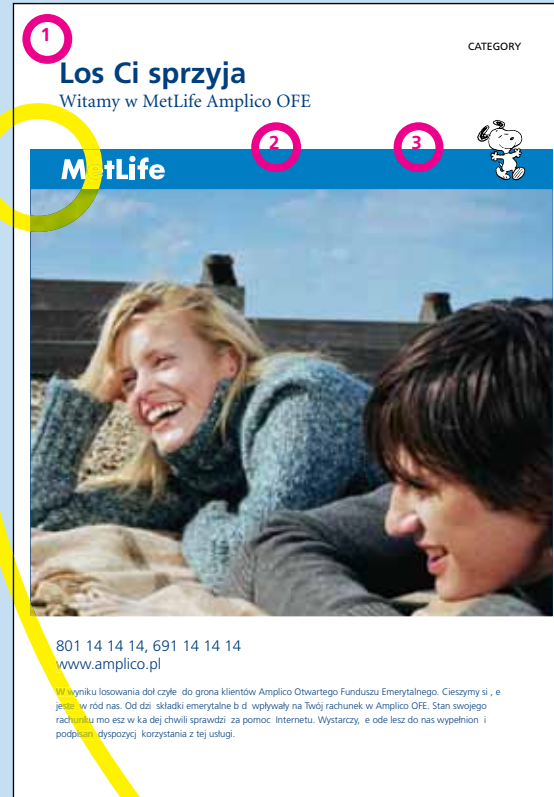 1
CATEGORY
Los Ci sprzyja
Witamy w MetLife Amplico OFE
2
3
MetLife
801 14 14 14, 691 14 14 14
www.amplico.pl
W wyniku losowania doł czyłe do grona klientów Amplico Otwartego Funduszu Emerytalnego. Cieszymy si , e
jeste w ród nas. Od dzi składki emerytalne b d wpływały na Twój rachunek w Amplico OFE. Stan swojego
rachunku mo esz w ka dej chwili sprawdzi za pomoc Internetu. Wystarczy, e ode lesz do nas wypełnion i
podpisan dyspozycj korzystania z tej usługi.